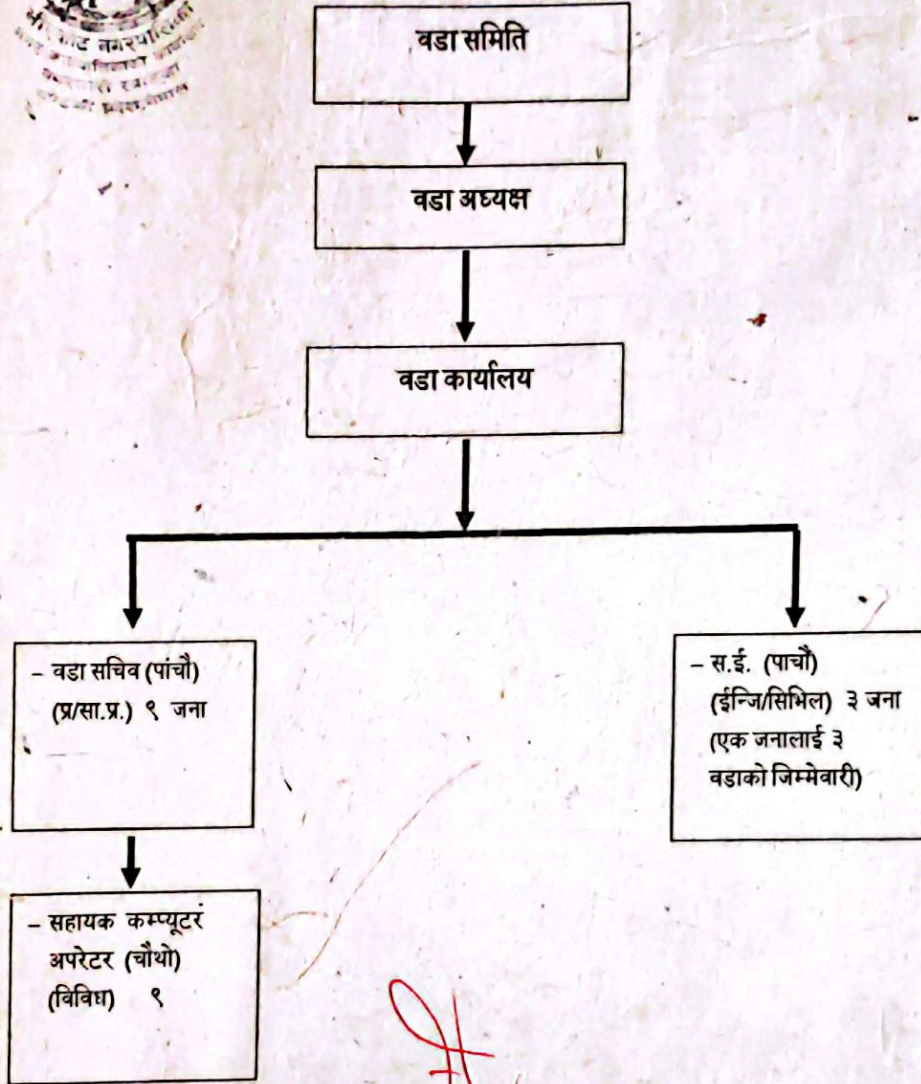 वडा समिति
वडा अध्यक्ष
वडा कार्यालय
– वडा सचिव (पांचौ)
(प्र/सा.प्र.) ९ जना
– स.ई. (पाचौं)
(ईन्जि/सिभिल) ३ जना
(एक जनालाई ३
वडाको जिम्मेवारी)
– सहायक कम्प्यूटर
अपरेटर (चौथो)
(विविध) ९